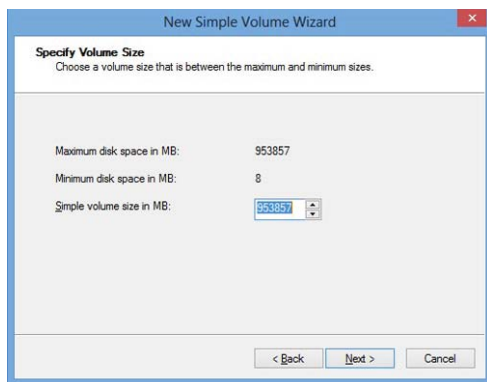 New Simple Volume Wizard
Specify Volume Size
Choose a volume size that is between the maximum and minimum sizes.
Maximum disk space in MB: 953857
Minimum disk space in MB: 8
Simple volume size in MB: 953857
< Back Next > Cancel